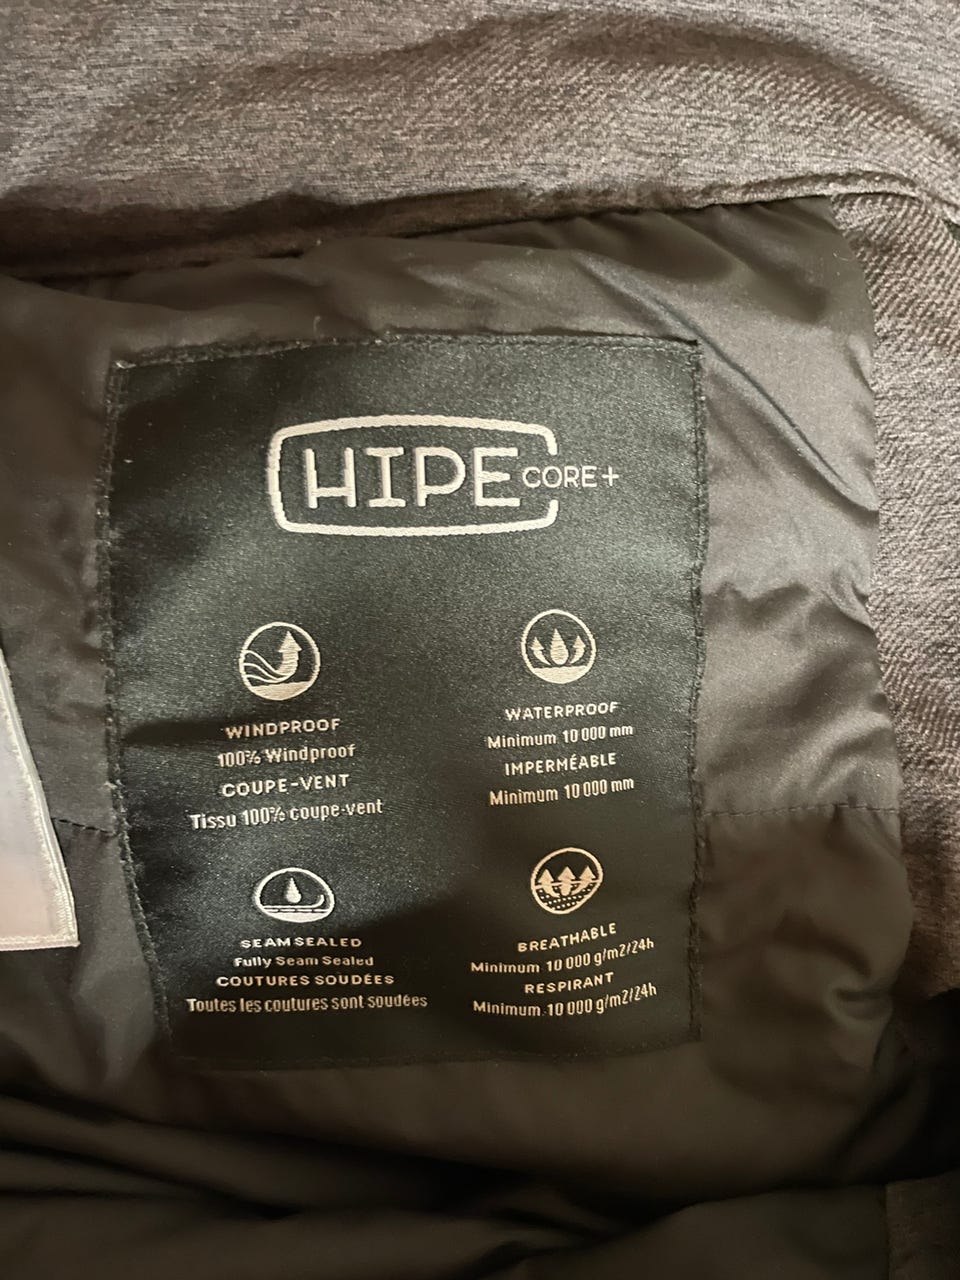 HIPE CORE+
WINDPROOF
100% Windproof
COUPE-VENT
Tissu 100% coupe-vent
WATERPROOF
Minimum 10 000 mm
IMPERMÉABLE
Minimum 10 000 mm
SEAM SEALED
Fully Seam Sealed
COUTURES SOUDÉES
Toutes les coutures sont soudées
BREATHABLE
Minimum 10 000 g/m2/24h
RESPIRANT
Minimum 10 000 g/m2/24h